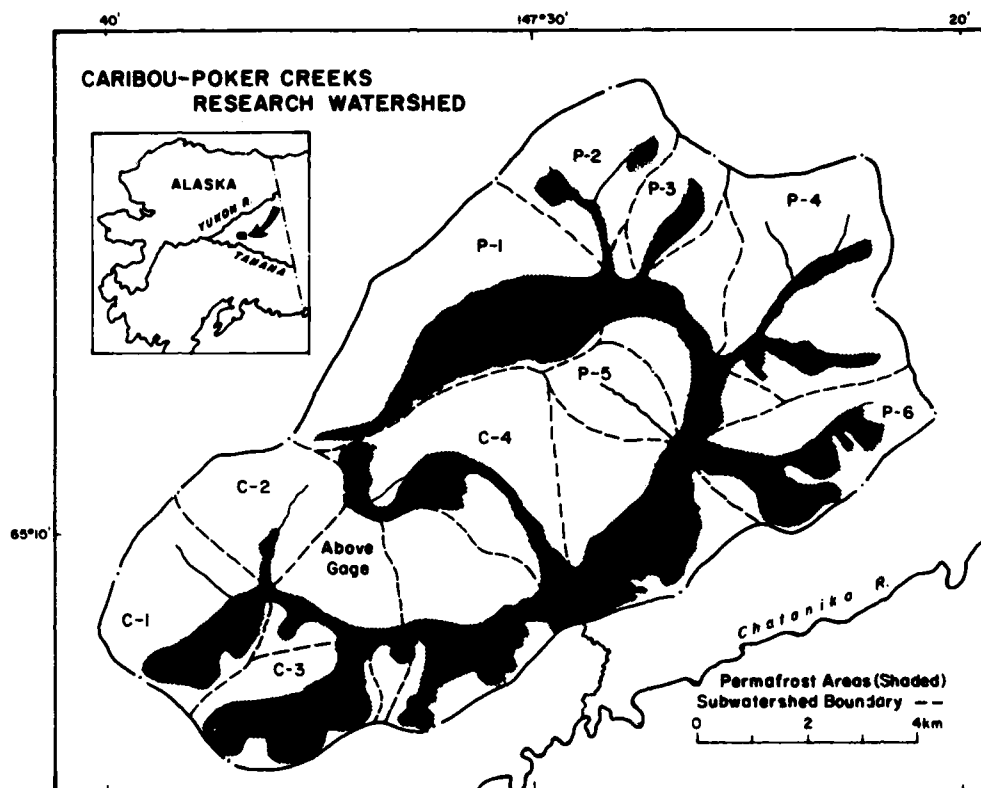 40'
147°30'
20'
CARIBOU-POKER CREEKS
RESEARCH WATERSHED
ALASKA
YUKON R.
TANANA
P-2
P-3
P-4
P-1
P-5
P-6
C-4
C-2
65°10'
Above
Gage
C-1
C-3
Chatanika R.
Permafrost Areas (Shaded)
Subwatershed Boundary --
0 2 4km